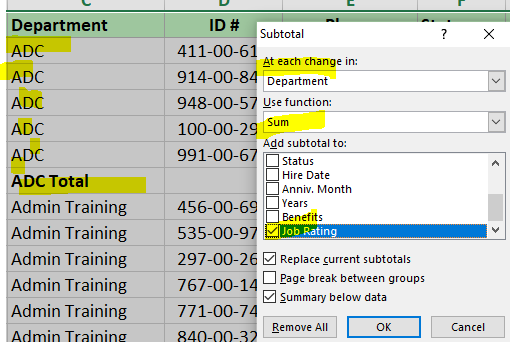 C D E F
Department ID #
ADC 411-00-61
ADC 914-00-84
ADC 948-00-57
ADC 100-00-29
ADC 991-00-67
ADC Total
Admin Training 456-00-69
Admin Training 535-00-97
Admin Training 297-00-26
Admin Training 767-00-14
Admin Training 771-00-74
Admin Training 840-00-32
Subtotal ? ×
At each change in:
Department
Use function:
Sum
Add subtotal to:
Status
Hire Date
Anniv. Month
Years
Benefits
Job Rating
Replace current subtotals
Page break between groups
Summary below data
Remove All OK Cancel